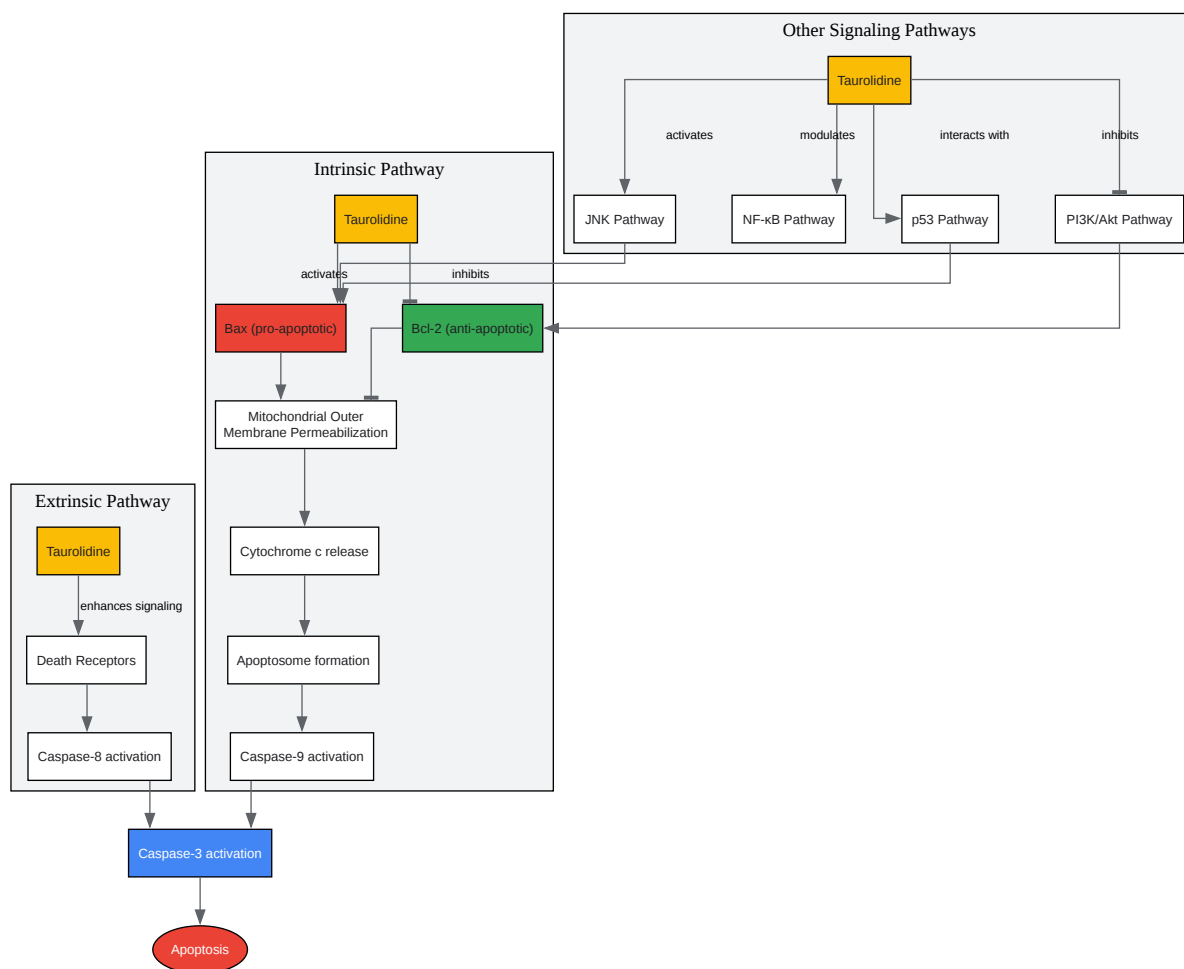 Other Signaling Pathways
Taurolidine
activates
modulates
interacts with
inhibits
JNK Pathway
NF-κB Pathway
p53 Pathway
PI3K/Akt Pathway
Intrinsic Pathway
Taurolidine
activates
inhibits
Bax (pro-apoptotic)
Bcl-2 (anti-apoptotic)
Mitochondrial Outer
Membrane Permeabilization
Cytochrome c release
Apoptosome formation
Caspase-9 activation
Extrinsic Pathway
Taurolidine
enhances signaling
Death Receptors
Caspase-8 activation
Caspase-3 activation
Apoptosis